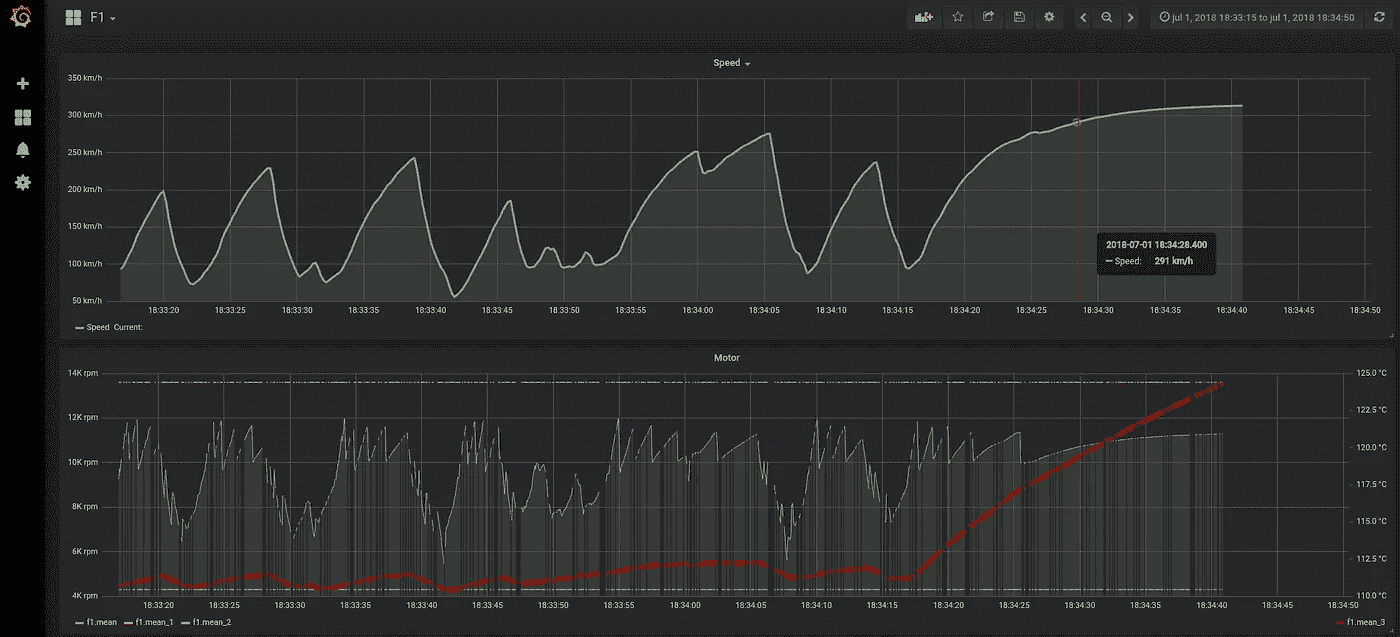 F1
Jul 1, 2018 18:33:15 to Jul 1, 2018 18:34:50
Speed
350 km/h
300 km/h
250 km/h
200 km/h
150 km/h
100 km/h
50 km/h
2018-07-01 18:34:28.400
Speed: 291 km/h
18:33:20 18:33:25 18:33:30 18:33:35 18:33:40 18:33:45 18:33:50 18:33:55 18:34:00 18:34:05 18:34:10 18:34:15 18:34:20 18:34:25 18:34:30 18:34:35 18:34:40 18:34:45 18:34:50
Speed Current:
Motor
14K rpm 125.0 °C
12K rpm 122.5 °C
120.0 °C
10K rpm 117.5 °C
8K rpm 115.0 °C
6K rpm 112.5 °C
4K rpm 110.0 °C
18:33:20 18:33:25 18:33:30 18:33:35 18:33:40 18:33:45 18:33:50 18:33:55 18:34:00 18:34:05 18:34:10 18:34:15 18:34:20 18:34:25 18:34:30 18:34:35 18:34:40 18:34:45 18:34:50
f1.mean f1.mean_1 f1.mean_2 f1.mean_3